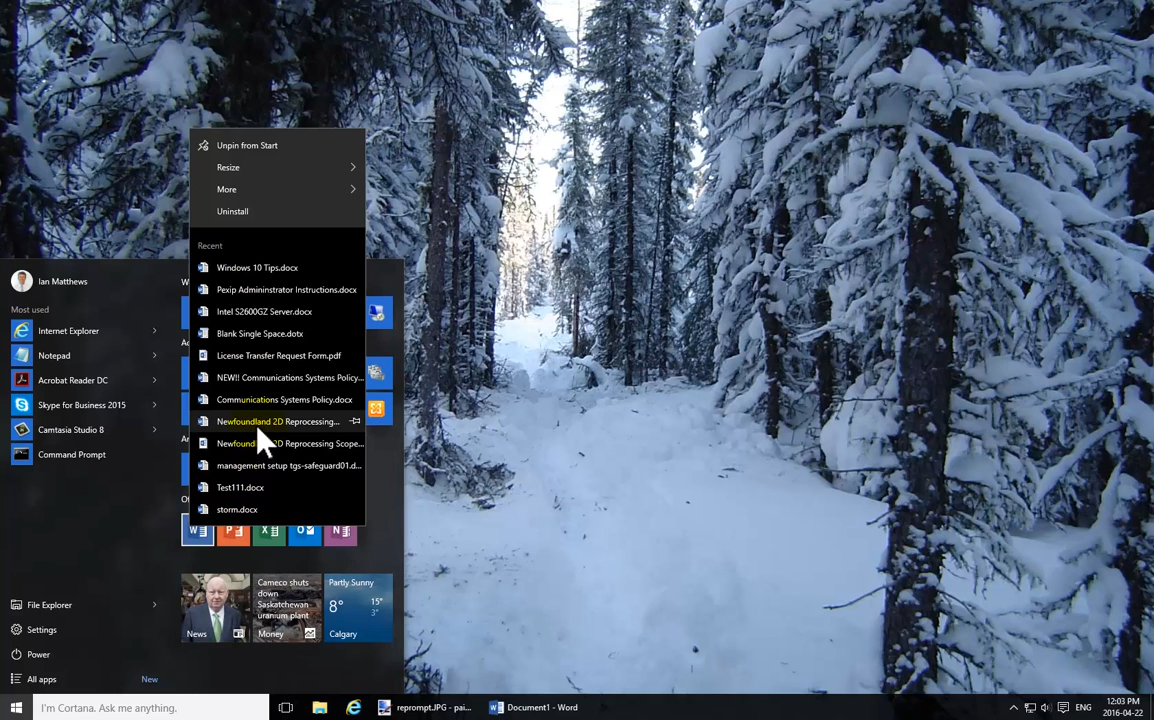 Unpin from Start
Resize
More
Uninstall
Recent
Windows 10 Tips.docx
Pexip Admininstrator Instructions.docx
Intel S2600GZ Server.docx
Blank Single Space.dotx
License Transfer Request Form.pdf
NEW!! Communications Systems Policy...
Communications Systems Policy.docx
Newfoundland 2D Reprocessing...
2D Reprocessing Scope...
management setup tgs-safeguard01.d...
Test111.docx
storm.docx
Ian Matthews
Most used
Internet Explorer
Notepad
Acrobat Reader DC
Skype for Business 2015
Camtasia Studio 8
Command Prompt
File Explorer
Settings
Power
All apps
New
Cameco shuts
down
Saskatchewan
uranium plant
News
Money
Partly Sunny
8°
15°
3°
Calgary
I'm Cortana. Ask me anything.
reprompt.JPG - pai...
Document1 - Word
ENG
12:03 PM
2016-04-22